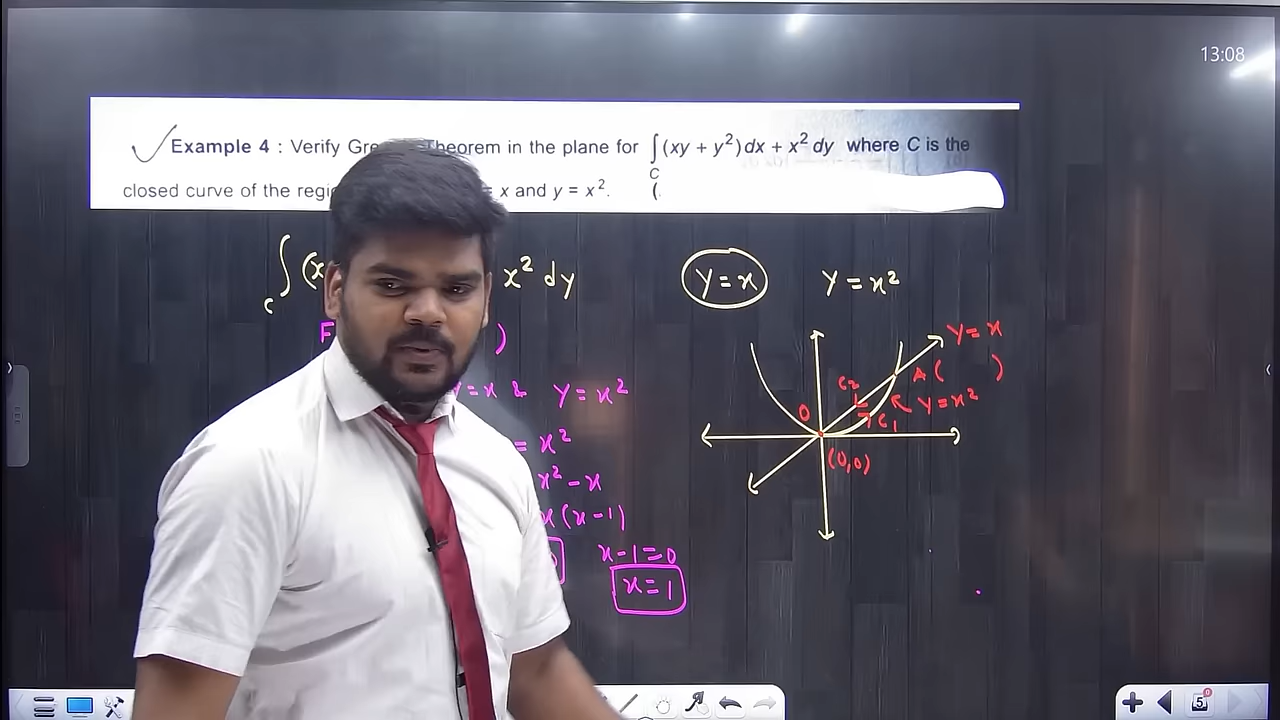 13:08
Example 4 : Verify Theorem in the plane for ∫(xy + y²)dx + x² dy where C is the
C
closed curve of the x and y = x². (
∫ (x x² dy
c
y = x y = x²
F )
y = x
A ( )
y = x & y = x²
C₂
y = x²
O
C₁
= x²
(0,0)
x² - x
x(x-1)
x-1=0
x=1
5